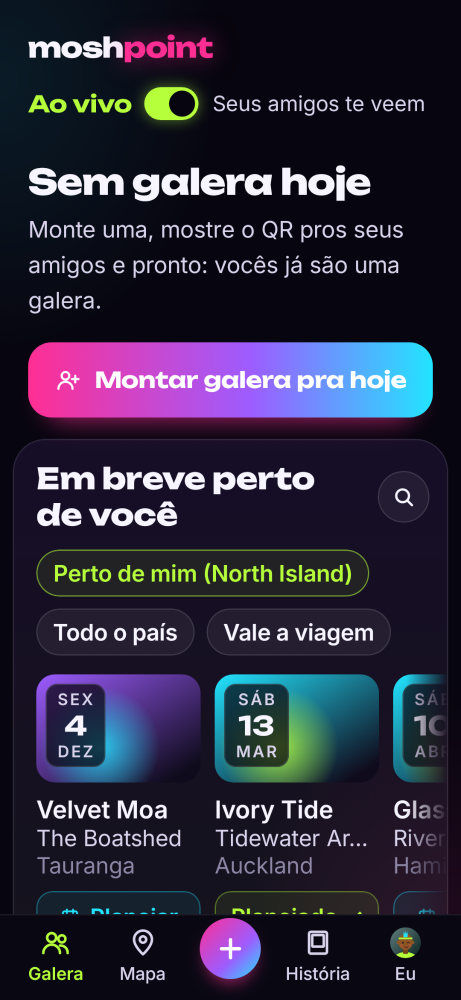 moshpoint
Ao vivo
Seus amigos te veem
Sem galera hoje
Monte uma, mostre o QR pros seus
amigos e pronto: vocês já são uma
galera.
Montar galera pra hoje
Em breve perto
de você
Perto de mim (North Island)
Todo o país
Vale a viagem
SEX
4
DEZ
SÁB
13
MAR
Velvet Moa
The Boatshed
Tauranga
Ivory Tide
Tidewater Ar...
Auckland
Galera
Mapa
História
Eu